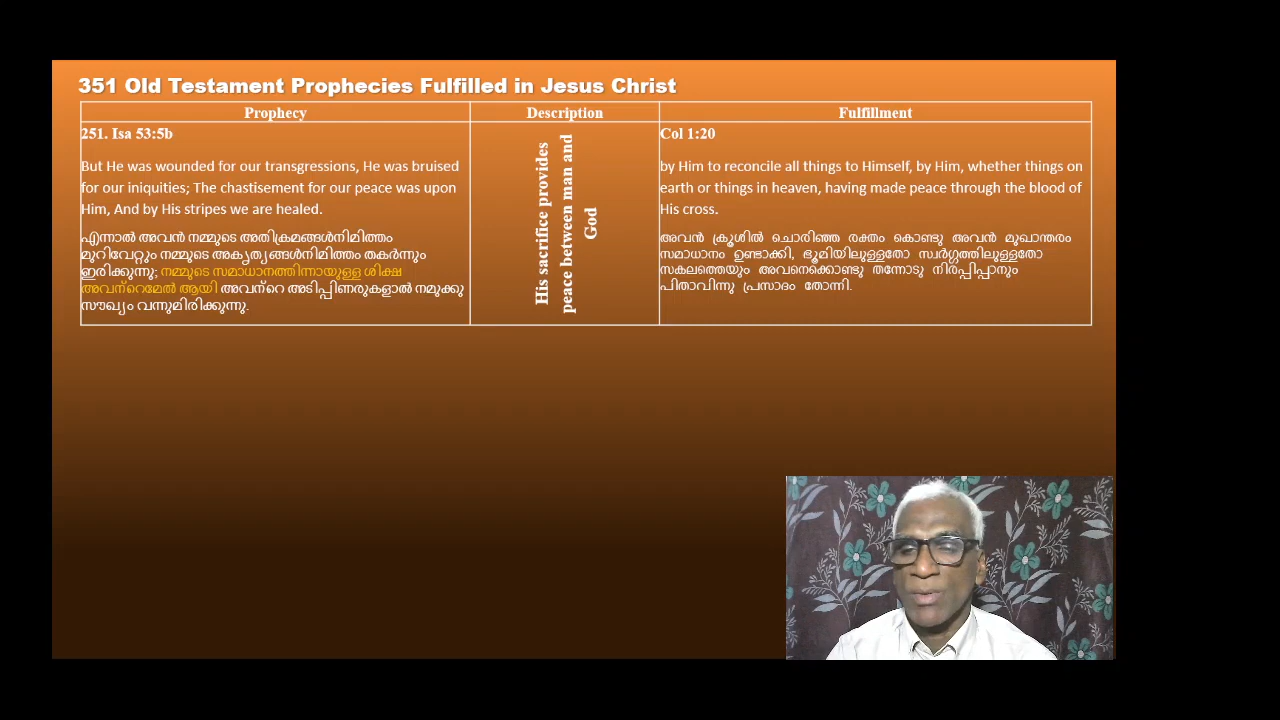 351 Old Testament Prophecies Fulfilled in Jesus Christ
Prophecy
Description
Fulfillment
251. Isa 53:5b
But He was wounded for our transgressions, He was bruised
for our iniquities; The chastisement for our peace was upon
Him, And by His stripes we are healed.
എന്നാൽ അവൻ നമ്മുടെ അതിക്രമങ്ങൾനിമിത്തം
മുറിവേറ്റും നമ്മുടെ അകൃത്യങ്ങൾനിമിത്തം തകർന്നും
ഇരിക്കുന്നു; നമ്മുടെ സമാധാനത്തിന്നായുള്ള ശിക്ഷ
അവന്റെമേൽ ആയി അവന്റെ അടിപ്പിണരുകളാൽ നമുക്കു
സൗഖ്യം വന്നുമിരിക്കുന്നു.
His sacrifice provides
peace between man and
God
Col 1:20
by Him to reconcile all things to Himself, by Him, whether things on
earth or things in heaven, having made peace through the blood of
His cross.
അവൻ ക്രൂശിൽ ചൊരിഞ്ഞ രക്തം കൊണ്ടു അവൻ മുഖാന്തരം
സമാധാനം ഉണ്ടാക്കി, ഭൂമിയിലുള്ളതോ സ്വർഗ്ഗത്തിലുള്ളതോ
സകലത്തെയും അവനെക്കൊണ്ടു തന്നോടു നിരപ്പിപ്പാനും
പിതാവിന്നു പ്രസാദം തോന്നി.